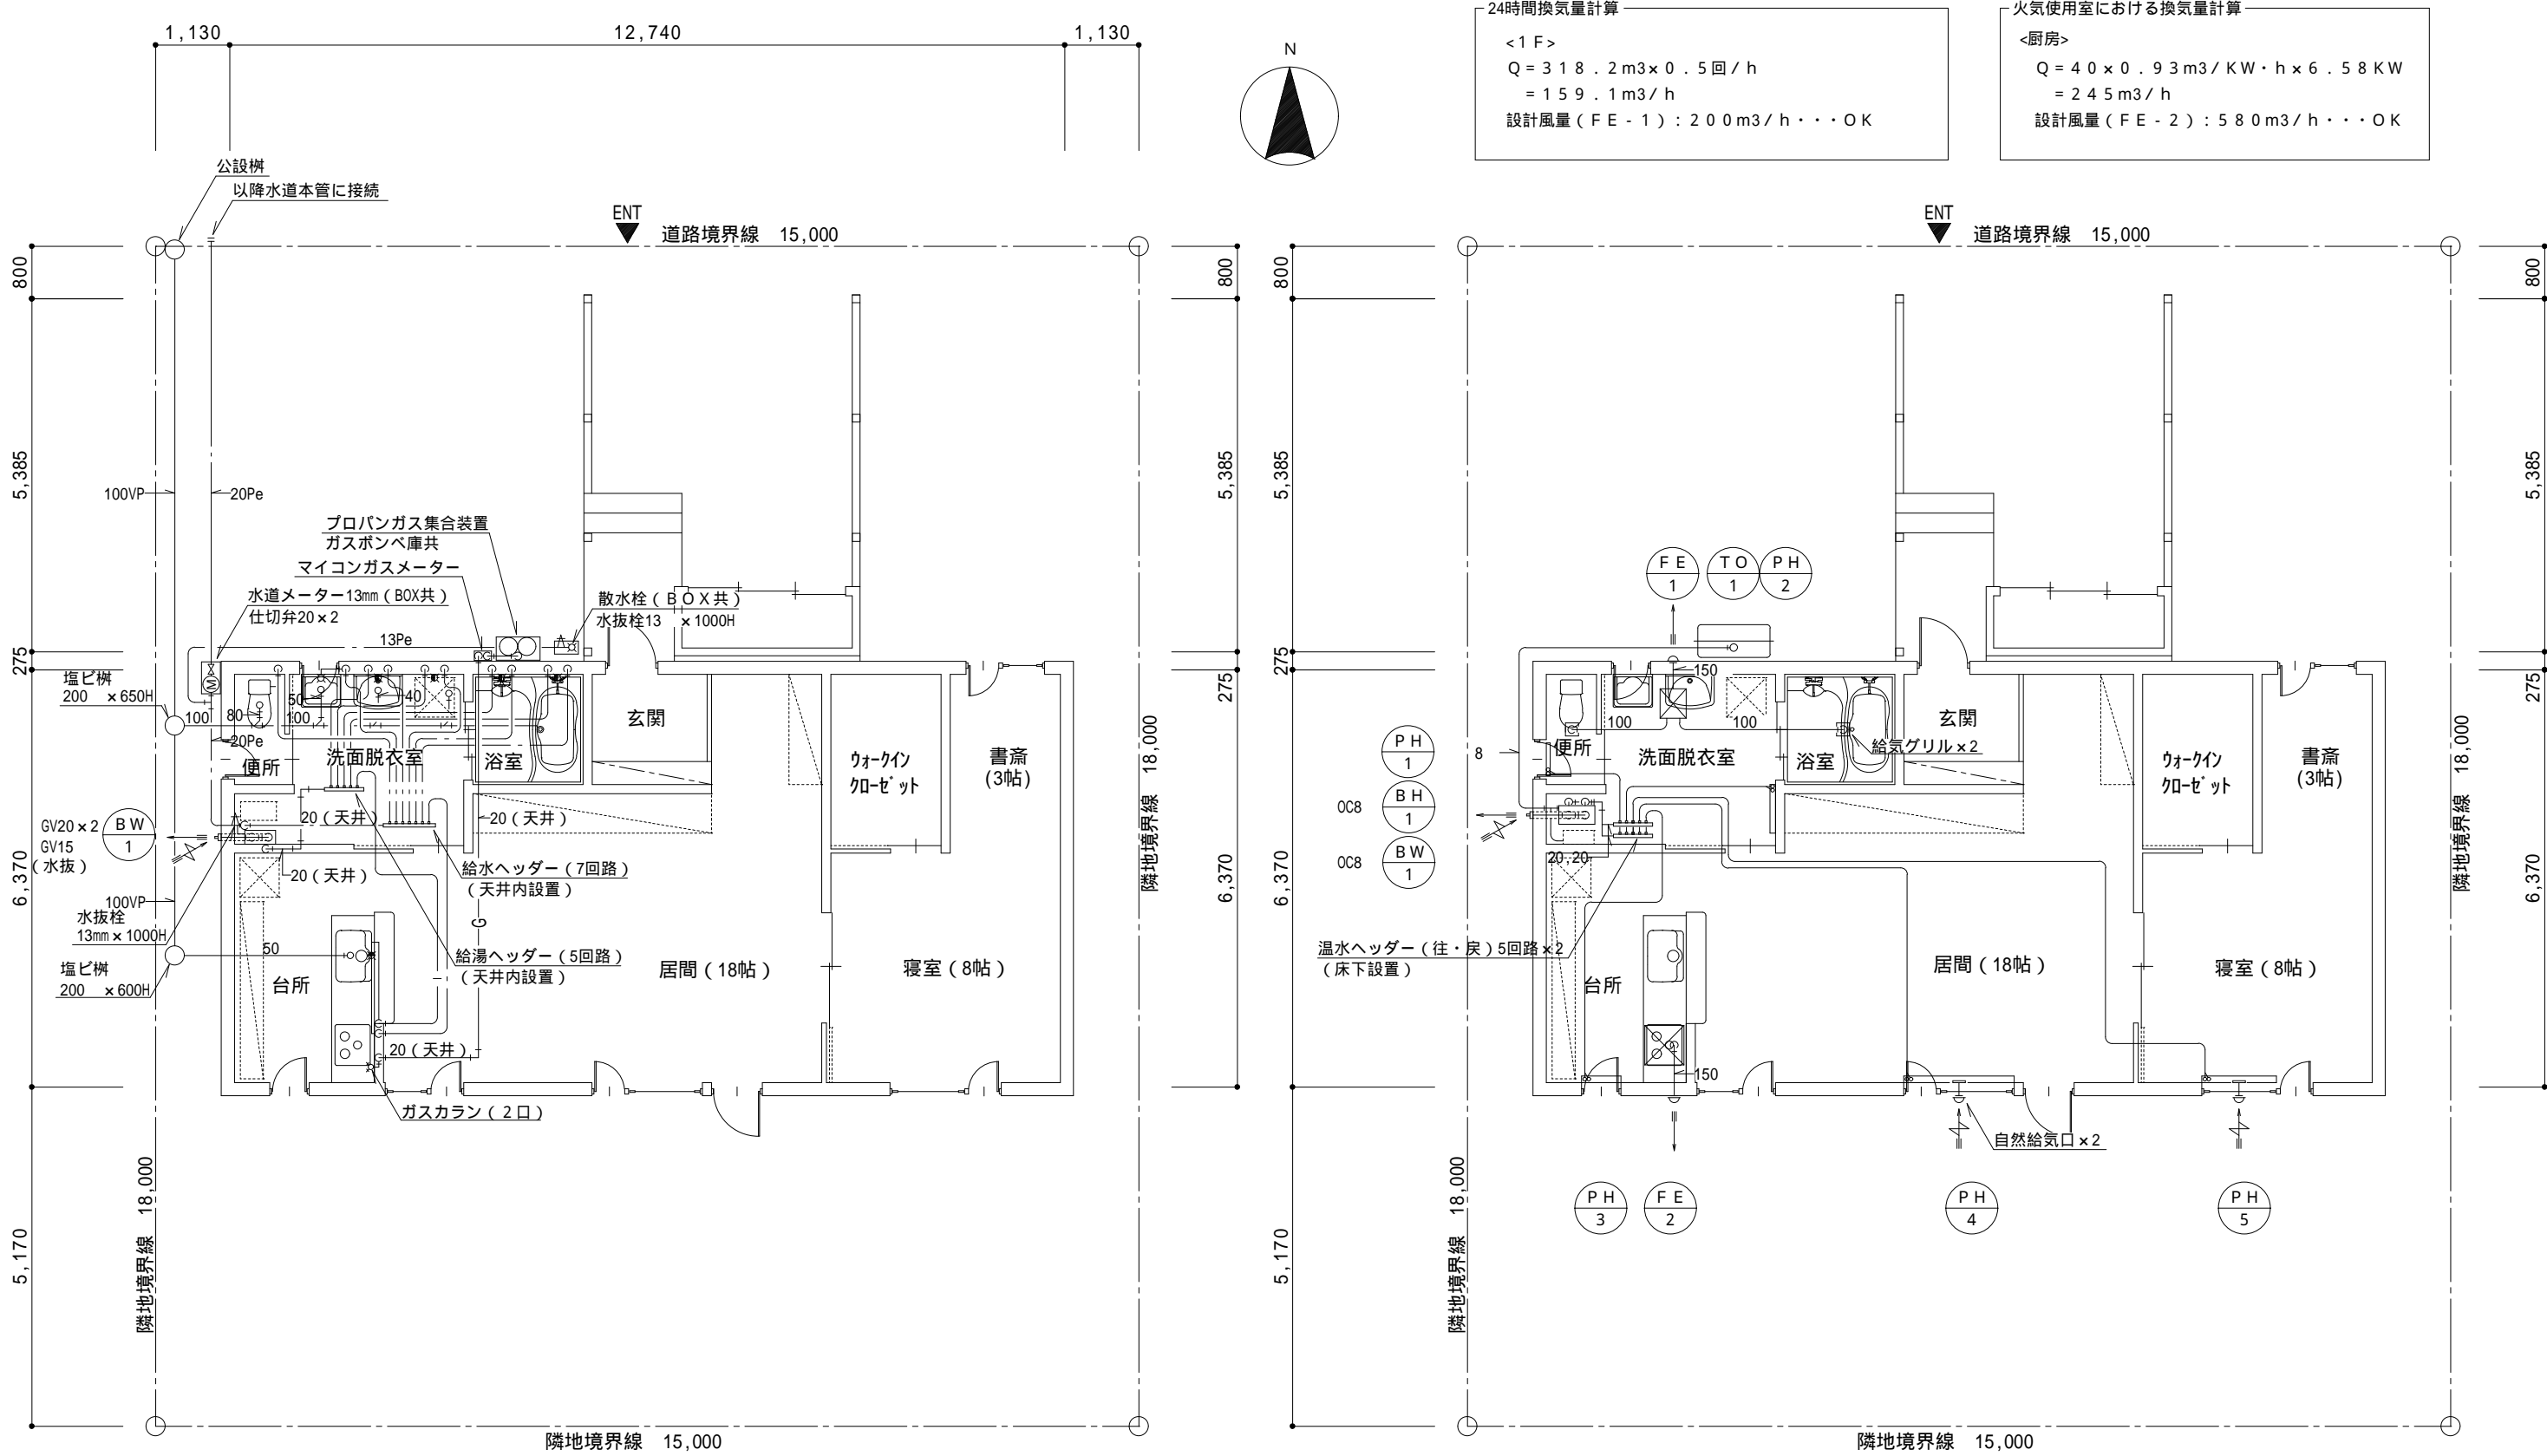 1,130
12,740
1,130
N
24時間換気量計算
<1F>
Q=318.2m3×0.5回/h
=159.1m3/h
設計風量(FE-1):200m3/h・・・OK
火気使用室における換気量計算
<厨房>
Q=40×0.93m3/KW・h×6.58KW
=245m3/h
設計風量(FE-2):580m3/h・・・OK
公設桝
以降水道本管に接続
ENT
道路境界線 15,000
800
5,385
275
6,370
5,170
800
5,385
275
6,370
100VP
20Pe
プロパンガス集合装置
ガスボンベ庫共
マイコンガスメーター
水道メーター13mm(BOX共)
仕切弁20×2
散水栓(BOX共)
水抜栓13 ×1000H
13Pe
塩ビ桝
200 ×650H
M
100
80
50
100
40
20Pe
便所
洗面脱衣室
浴室
玄関
ウォークイン
クローゼット
書斎
(3帖)
隣地境界線 18,000
GV20×2
GV15
(水抜)
BW
1
20(天井)
20(天井)
20(天井)
給水ヘッダー(7回路)
(天井内設置)
G
100VP
水抜栓
13mm×1000H
50
塩ビ桝
200 ×600H
給湯ヘッダー(5回路)
(天井内設置)
台所
居間(18帖)
寝室(8帖)
20(天井)
ガスカラン(2口)
隣地境界線 18,000
隣地境界線 15,000
ENT
道路境界線 15,000
800
5,385
275
6,370
5,170
800
5,385
275
6,370
FE
1
TO
1
PH
2
150
100
100
8
PH
1
便所
洗面脱衣室
浴室
給気グリル×2
玄関
ウォークイン
クローゼット
書斎
(3帖)
隣地境界線 18,000
OC8
BH
1
OC8
BW
1
20,20
温水ヘッダー(往・戻)5回路×2
(床下設置)
台所
居間(18帖)
寝室(8帖)
150
自然給気口×2
PH
3
FE
2
PH
4
PH
5
隣地境界線 18,000
隣地境界線 15,000